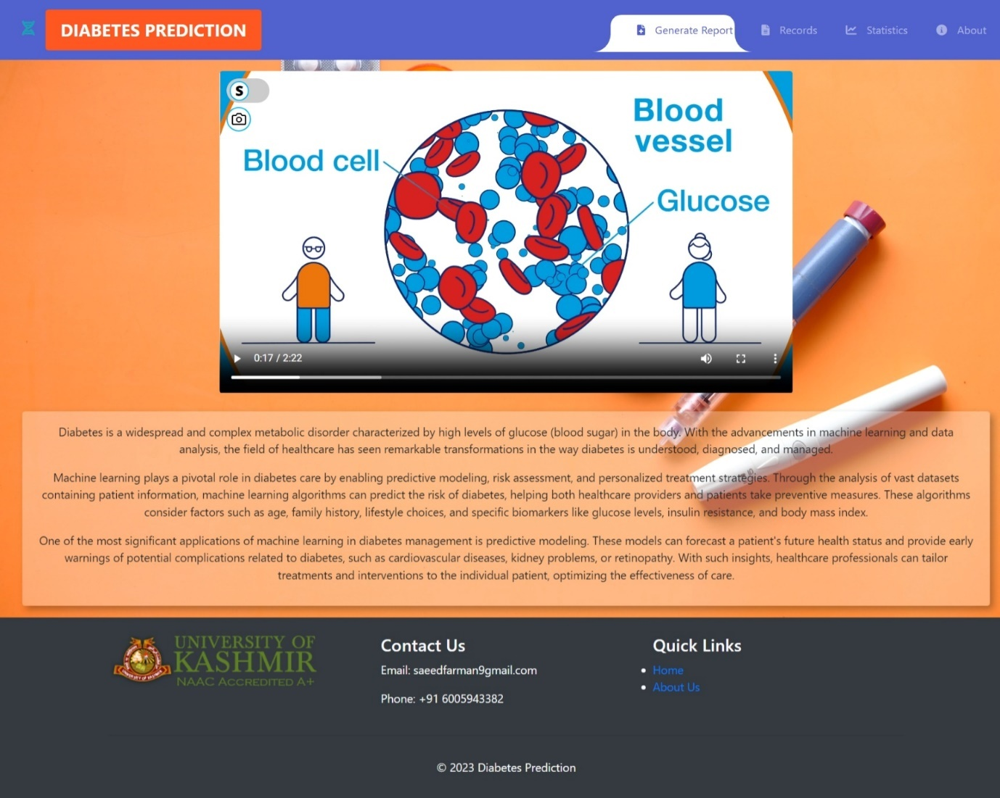 DIABETES PREDICTION
Generate Report
Records
Statistics
About
S
Blood
vessel
Blood cell
Glucose
0:17 / 2:22
Diabetes is a widespread and complex metabolic disorder characterized by high levels of glucose (blood sugar) in the body. With the advancements in machine learning and data
analysis, the field of healthcare has seen remarkable transformations in the way diabetes is understood, diagnosed, and managed.
Machine learning plays a pivotal role in diabetes care by enabling predictive modeling, risk assessment, and personalized treatment strategies. Through the analysis of vast datasets
containing patient information, machine learning algorithms can predict the risk of diabetes, helping both healthcare providers and patients take preventive measures. These algorithms
consider factors such as age, family history, lifestyle choices, and specific biomarkers like glucose levels, insulin resistance, and body mass index.
One of the most significant applications of machine learning in diabetes management is predictive modeling. These models can forecast a patient's future health status and provide early
warnings of potential complications related to diabetes, such as cardiovascular diseases, kidney problems, or retinopathy. With such insights, healthcare professionals can tailor
treatments and interventions to the individual patient, optimizing the effectiveness of care.
UNIVERSITY OF
KASHMIR
NAAC ACCREDITED A+
Contact Us
Email: saeedfarman9gmail.com
Phone: +91 6005943382
Quick Links
Home
About Us
© 2023 Diabetes Prediction